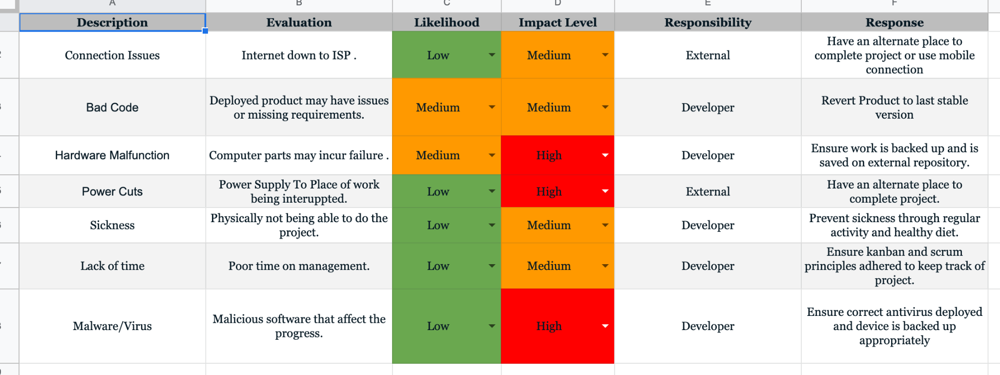 A B C D E F
Description Evaluation Likelihood Impact Level Responsibility Response
Connection Issues
Internet down to ISP .
Low
Medium
External
Have an alternate place to
complete project or use mobile
connection
Bad Code
Deployed product may have issues
or missing requirements.
Medium
Medium
Developer
Revert Product to last stable
version
Hardware Malfunction
Computer parts may incur failure .
Medium
High
Developer
Ensure work is backed up and is
saved on external repository.
Power Cuts
Power Supply To Place of work
being interuppted.
Low
High
External
Have an alternate place to
complete project.
Sickness
Physically not being able to do the
project.
Low
Medium
Developer
Prevent sickness through regular
activity and healthy diet.
Lack of time
Poor time on management.
Low
Medium
Developer
Ensure kanban and scrum
principles adhered to keep track of
project.
Malware/Virus
Malicious software that affect the
progress.
Low
High
Developer
Ensure correct antivirus deployed
and device is backed up
appropriately